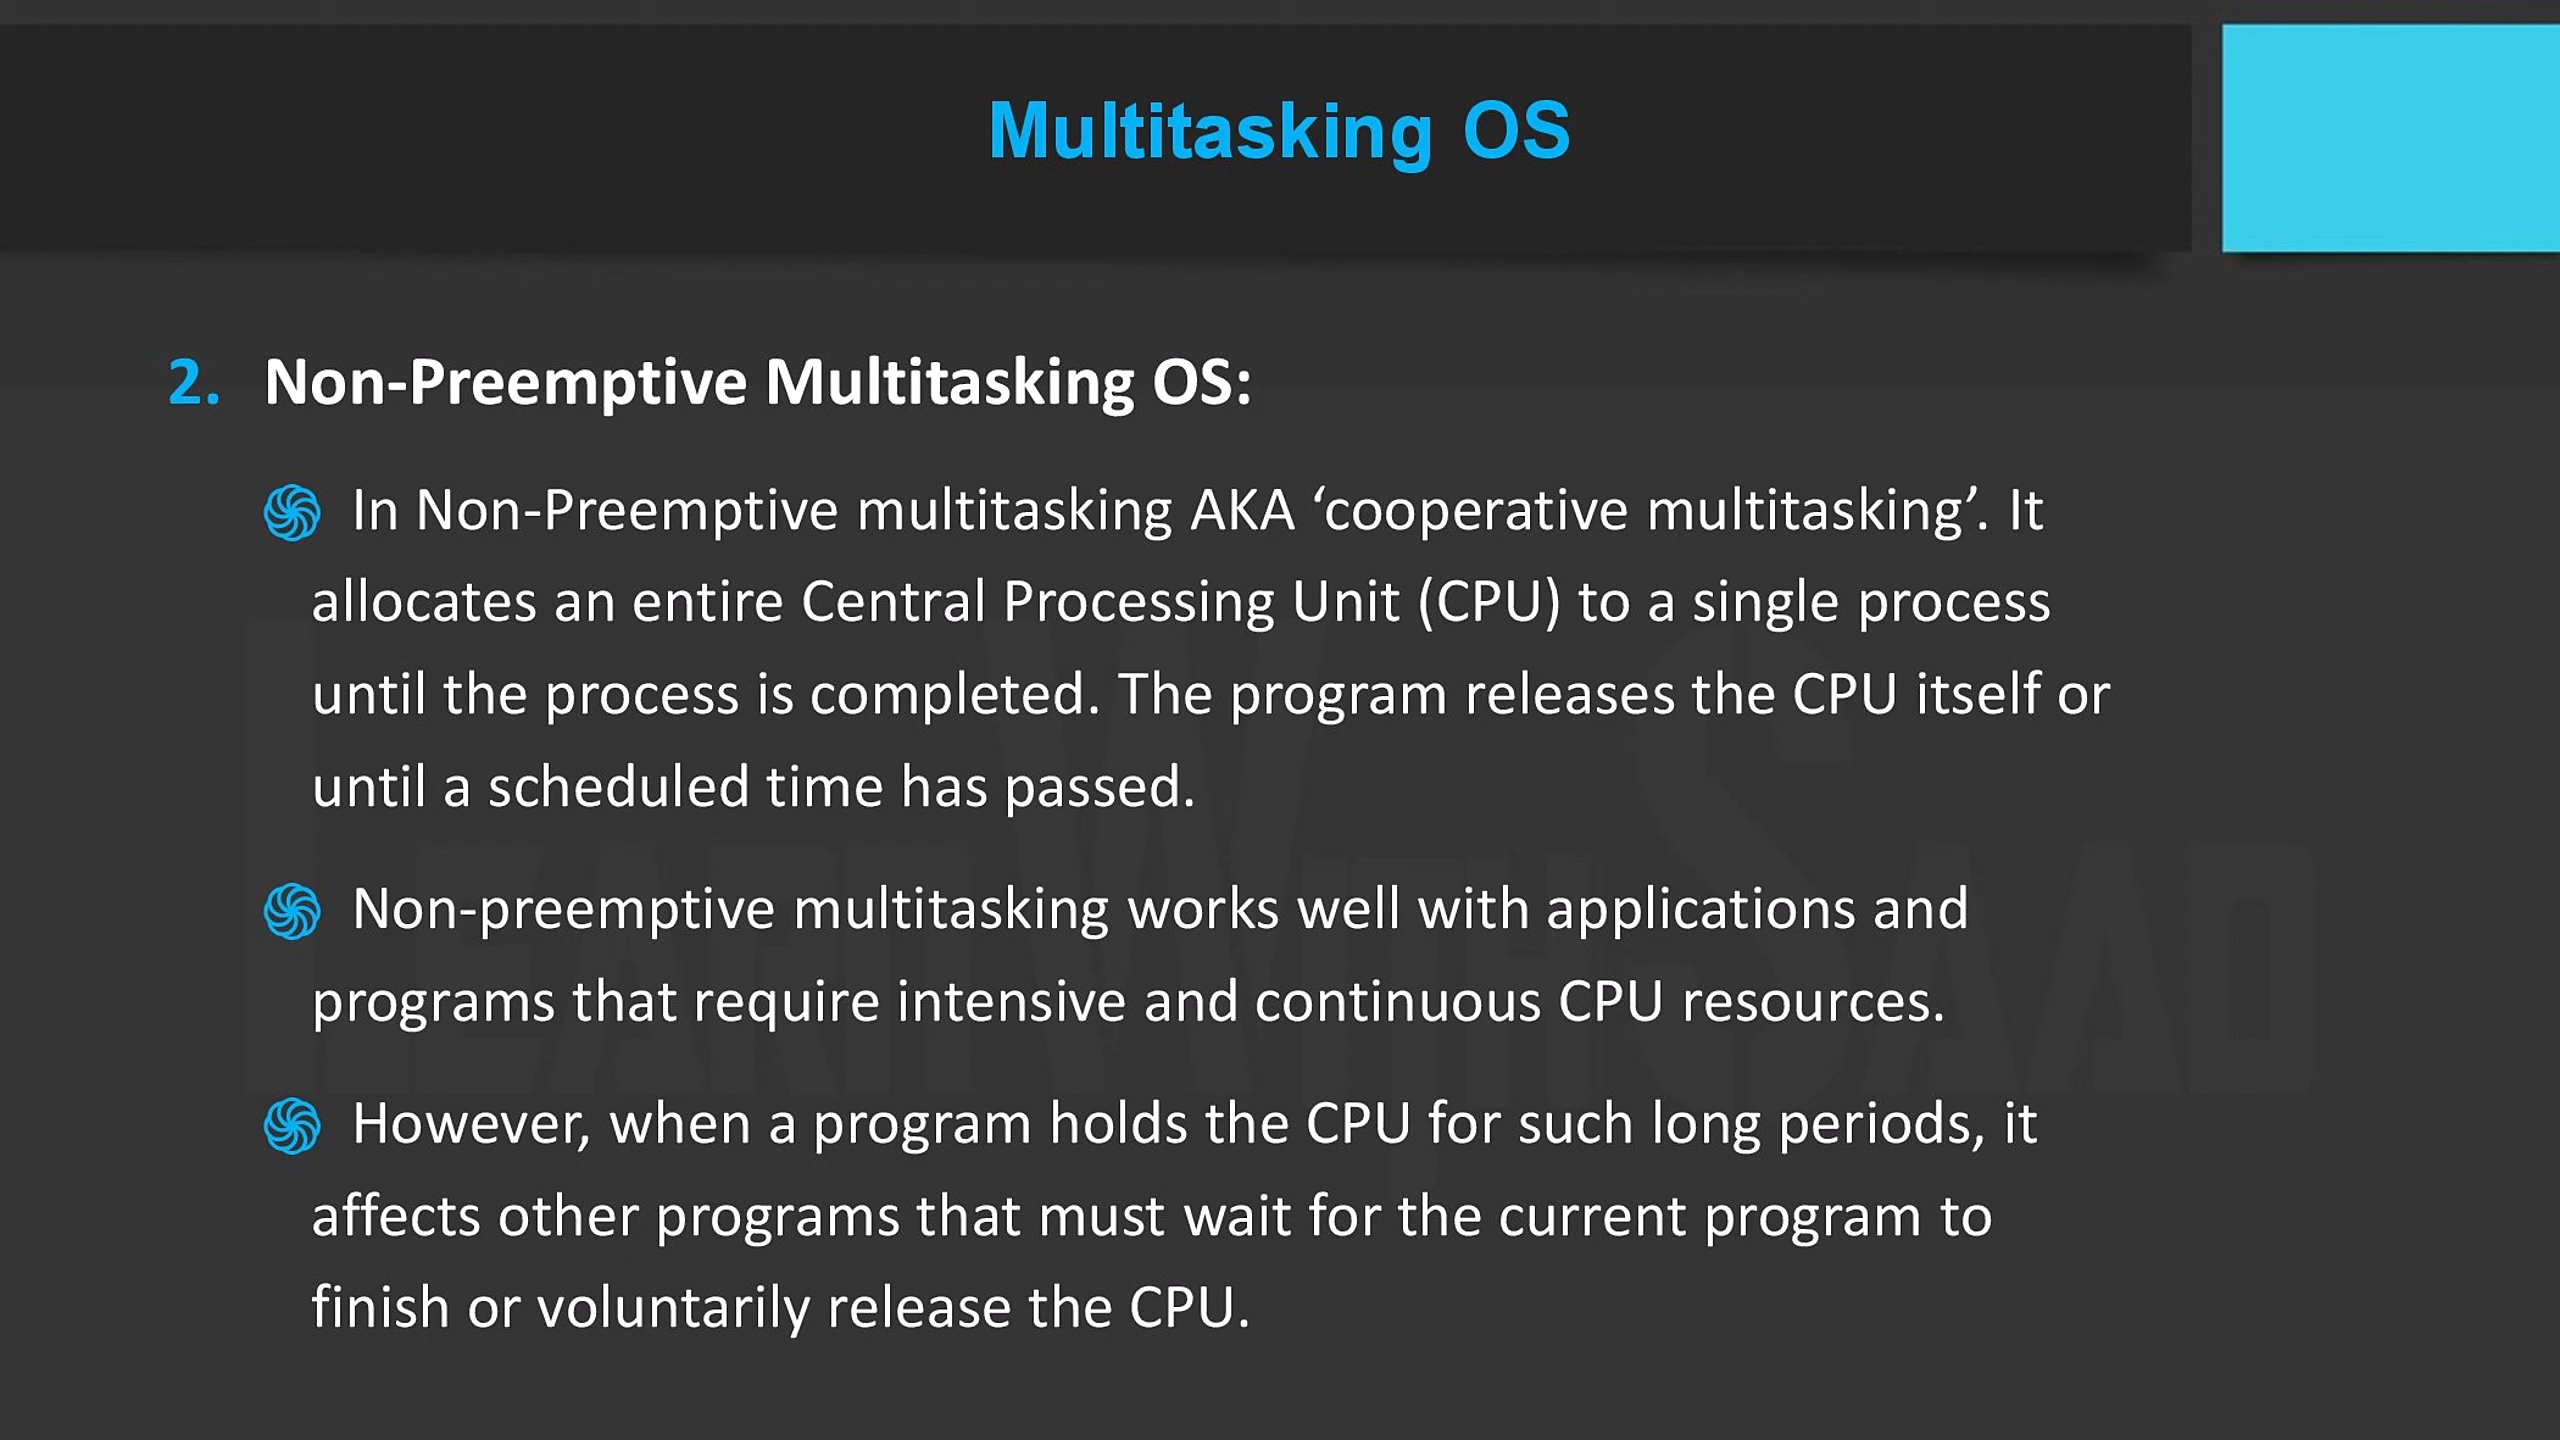 Multitasking OS
2. Non-Preemptive Multitasking OS:
In Non-Preemptive multitasking AKA ‘cooperative multitasking’. It
allocates an entire Central Processing Unit (CPU) to a single process
until the process is completed. The program releases the CPU itself or
until a scheduled time has passed.
Non-preemptive multitasking works well with applications and
programs that require intensive and continuous CPU resources.
However, when a program holds the CPU for such long periods, it
affects other programs that must wait for the current program to
finish or voluntarily release the CPU.
LEARN WITH SAAD